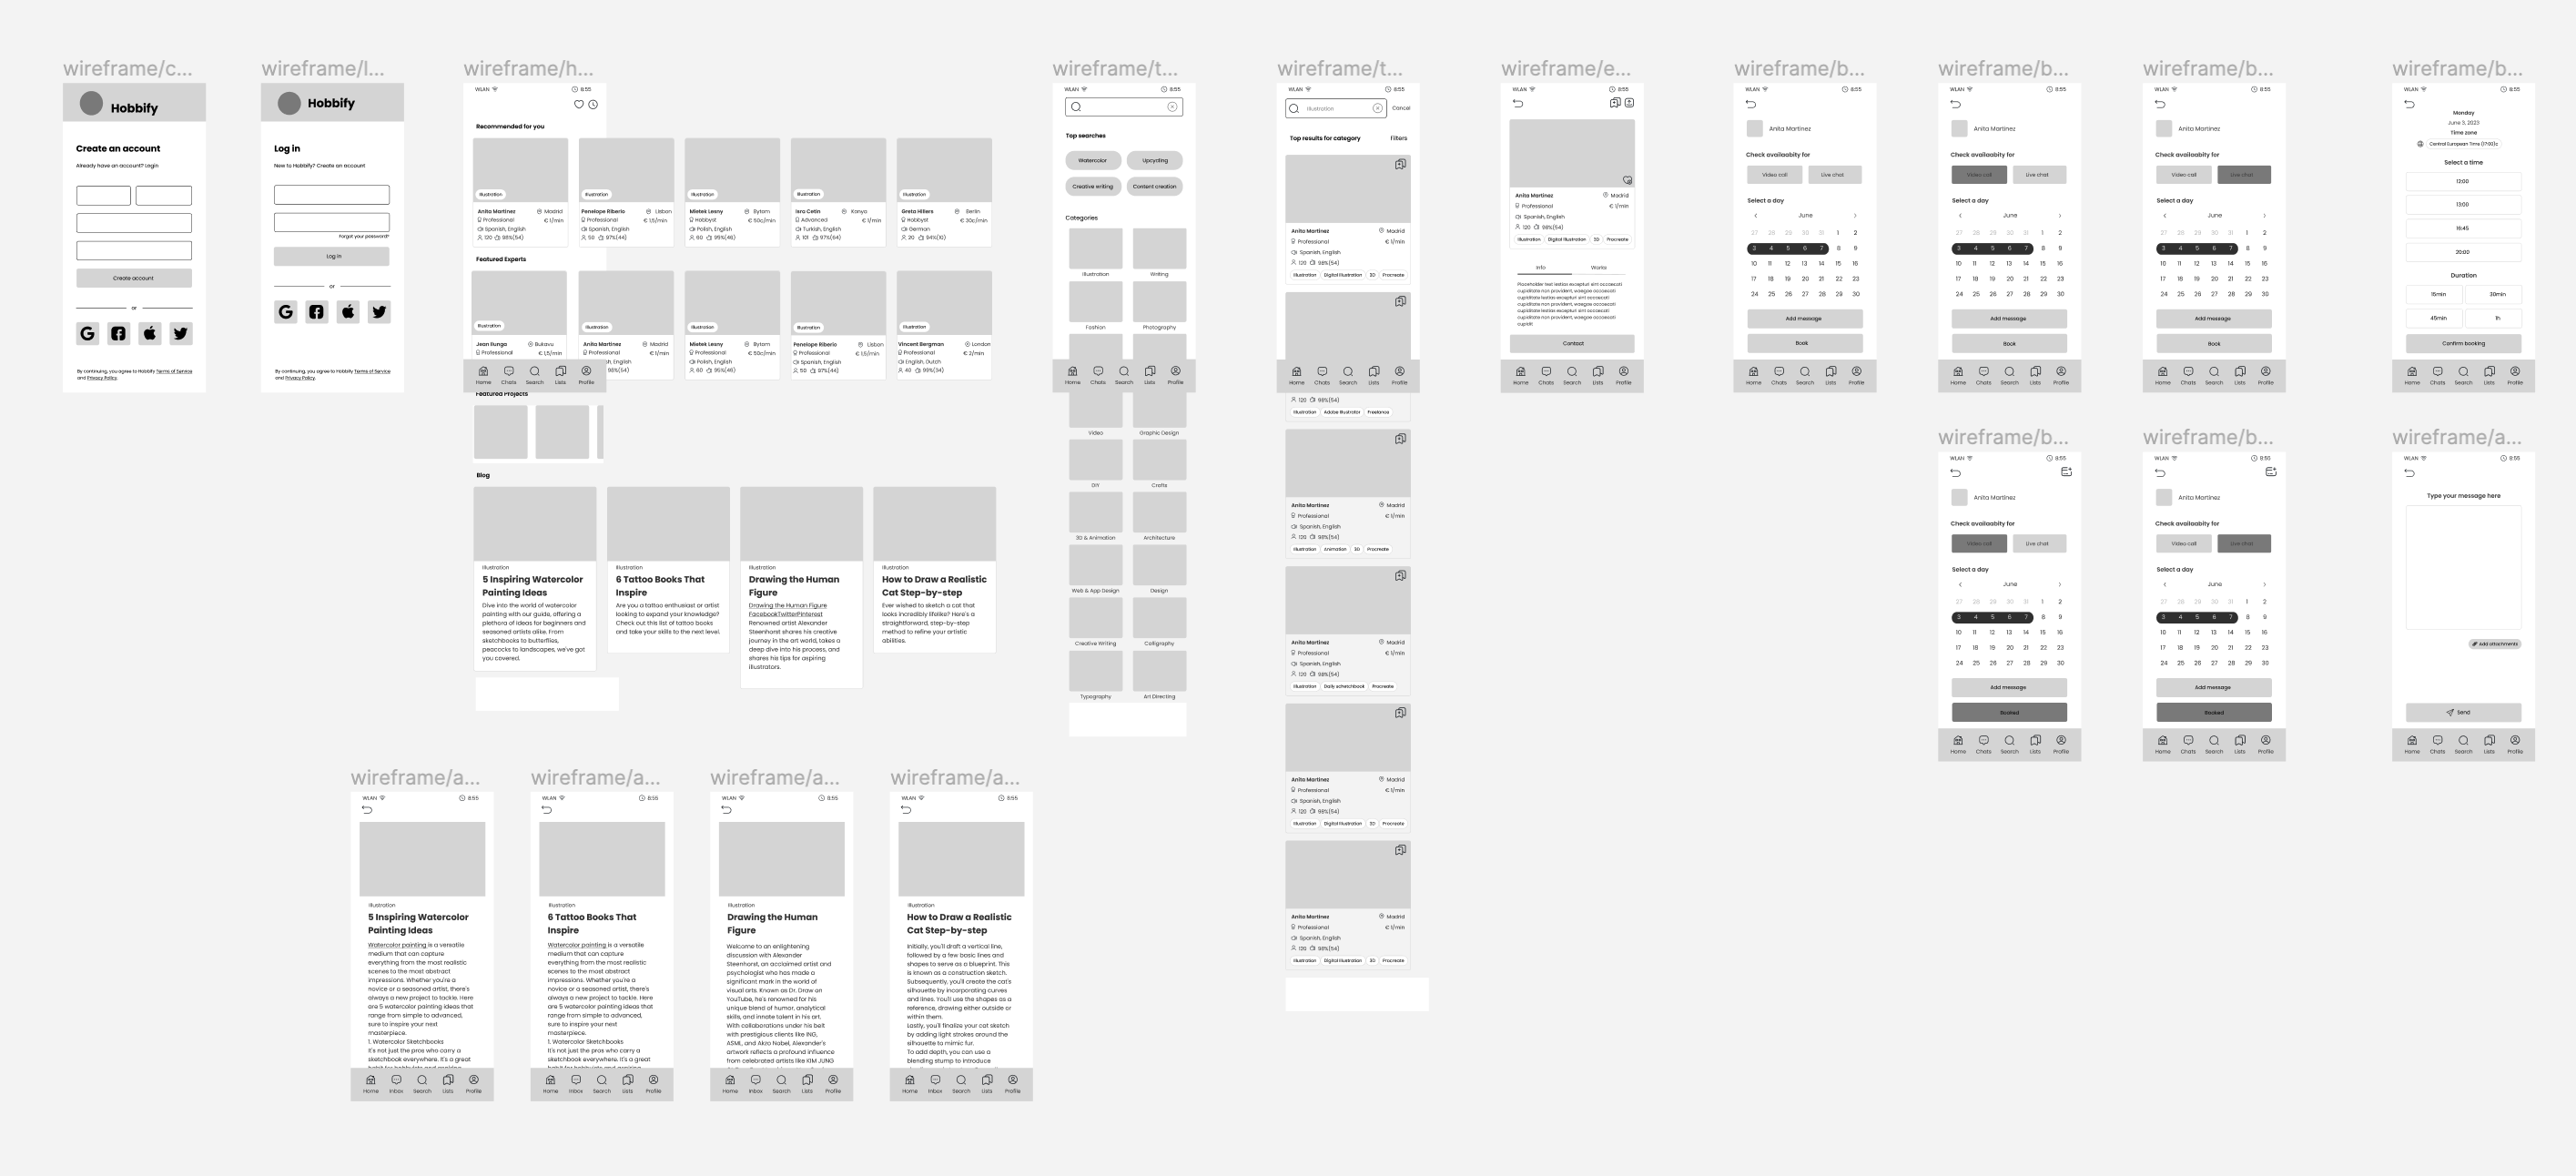 wireframe/c...
Hobbify
Create an account
Already have an account? Login
Create account
or
By continuing, you agree to Hobbify Terms of Service
and Privacy Policy.
wireframe/l...
Hobbify
Log in
New to Hobbify? Create an account
Forgot your password?
Log in
or
By continuing, you agree to Hobbify Terms of Service
and Privacy Policy.
wireframe/h...
WLAN 8:55
Recommended for you
Illustration
Anita Martinez Madrid
Professional € 1/min
Spanish, English
120 98%(54)
Illustration
Penelope Riberio Lisbon
Professional € 1,5/min
Spanish, English
50 97%(44)
Illustration
Mietek Lesny Bytom
Hobbyst € 50c/min
Polish, English
60 95%(46)
Illustration
Isra Cetin Konya
Advanced € 1/min
Turkish, English
101 97%(64)
Illustration
Greta Hillers Berlin
Hobbyst € 30c/min
German
20 94%(10)
Featured Experts
Illustration
Jean Ilunga Bukavu
Professional € 1,5/min
Illustration
Anita Martinez Madrid
Professional € 1/min
sh, English
98%(54)
Illustration
Mietek Lesny Bytom
Professional € 50c/min
Polish, English
60 95%(46)
Illustration
Penelope Riberio Lisbon
Professional € 1,5/min
Spanish, English
50 97%(44)
Illustration
Vincent Bergman London
Professional € 2/min
English, Dutch
40 99%(34)
Home Chats Search Lists Profile
Featured Projects
Blog
Illustration
5 Inspiring Watercolor
Painting Ideas
Dive into the world of watercolor
painting with our guide, offering a
plethora of ideas for beginners and
seasoned artists alike. From
sketchbooks to butterflies,
peacocks to landscapes, we've got
you covered.
Illustration
6 Tattoo Books That
Inspire
Are you a tattoo enthusiast or artist
looking to expand your knowledge?
Check out this list of tattoo books
and take your skills to the next level.
Illustration
Drawing the Human
Figure
Drawing the Human Figure
FacebookTwitterPinterest
Renowned artist Alexander
Steenhorst shares his creative
journey in the art world, takes a
deep dive into his process, and
shares his tips for aspiring
illustrators.
Illustration
How to Draw a Realistic
Cat Step-by-step
Ever wished to sketch a cat that
looks incredibly lifelike? Here's a
straightforward, step-by-step
method to refine your artistic
abilities.
wireframe/t...
WLAN 8:55
Top searches
Watercolor Upcycling
Creative writing Content creation
Categories
Illustration Writing
Fashion Photography
Home Chats Search Lists Profile
Video Graphic Design
DIY Crafts
3D & Animation Architecture
Web & App Design Design
Creative Writing Calligraphy
Typography Art Directing
wireframe/t...
WLAN 8:55
Illustration Cancel
Top results for category Filters
Anita Martinez Madrid
Professional € 1/min
Spanish, English
120 98%(54)
Illustration Digital Illustration 3D Procreate
Home Chats Search Lists Profile
120 98%(54)
Illustration Adobe Illustrator Freelance
Anita Martinez Madrid
Professional € 1/min
Spanish, English
120 98%(54)
Illustration Animation 3D Procreate
Anita Martinez Madrid
Professional € 1/min
Spanish, English
120 98%(54)
Illustration Daily schetchbook Procreate
Anita Martinez Madrid
Professional € 1/min
Spanish, English
120 98%(54)
Illustration Digital Illustration 3D Procreate
Anita Martinez Madrid
Professional € 1/min
Spanish, English
120 98%(54)
Illustration Digital Illustration 3D Procreate
wireframe/e...
WLAN 8:55
Anita Martinez Madrid
Professional € 1/min
Spanish, English
120 98%(54)
Illustration Digital Illustration 3D Procreate
Info Works
Contact
Home Chats Search Lists Profile
wireframe/b...
WLAN 8:55
Anita Martinez
Check availaabity for
Video call Live chat
Select a day
< June >
27 28 29 30 31 1 2
3 4 5 6 7 8 9
10 11 12 13 14 15 16
17 18 19 20 21 22 23
24 25 26 27 28 29 30
Add message
Book
Home Chats Search Lists Profile
wireframe/b...
WLAN 8:55
Anita Martinez
Check availaabity for
Video call Live chat
Select a day
< June >
27 28 29 30 31 1 2
3 4 5 6 7 8 9
10 11 12 13 14 15 16
17 18 19 20 21 22 23
24 25 26 27 28 29 30
Add message
Book
Home Chats Search Lists Profile
wireframe/b...
WLAN 8:55
Anita Martinez
Check availaabity for
Video call Live chat
Select a day
< June >
27 28 29 30 31 1 2
3 4 5 6 7 8 9
10 11 12 13 14 15 16
17 18 19 20 21 22 23
24 25 26 27 28 29 30
Add message
Book
Home Chats Search Lists Profile
wireframe/b...
WLAN 8:55
Monday
June 3, 2023
Time zone
Central European Time (17:00)c
Select a time
12:00
13:00
20:00
Duration
15min 30min
45min 1h
Confirm booking
Home Chats Search Lists Profile
wireframe/b...
WLAN 8:55
Anita Martinez
Check availaabity for
Video call Live chat
Select a day
< June >
27 28 29 30 31 1 2
3 4 5 6 7 8 9
10 11 12 13 14 15 16
17 18 19 20 21 22 23
24 25 26 27 28 29 30
Add message
Booked
Home Chats Search Lists Profile
wireframe/b...
WLAN 8:55
Anita Martinez
Check availaabity for
Video call Live chat
Select a day
< June >
27 28 29 30 31 1 2
3 4 5 6 7 8 9
10 11 12 13 14 15 16
17 18 19 20 21 22 23
24 25 26 27 28 29 30
Add message
Booked
Home Chats Search Lists Profile
wireframe/a...
WLAN 8:55
Type your message here
Add attachments
Send
Home Chats Search Lists Profile
wireframe/a...
WLAN 8:55
Illustration
5 Inspiring Watercolor
Painting Ideas
Watercolor painting is a versatile
medium that can capture
everything from the most realistic
scenes to the most abstract
impressions. Whether you're a
novice or a seasoned artist, there's
always a new project to tackle. Here
are 5 watercolor painting ideas that
range from simple to advanced,
sure to inspire your next
masterpiece.
1. Watercolor Sketchbooks
It's not just the pros who carry a
sketchbook everywhere. It's a great
Home Inbox Search Lists Profile
wireframe/a...
WLAN 8:55
Illustration
6 Tattoo Books That
Inspire
Watercolor painting is a versatile
medium that can capture
everything from the most realistic
scenes to the most abstract
impressions. Whether you're a
novice or a seasoned artist, there's
always a new project to tackle. Here
are 5 watercolor painting ideas that
range from simple to advanced,
sure to inspire your next
masterpiece.
1. Watercolor Sketchbooks
It's not just the pros who carry a
sketchbook everywhere. It's a great
Home Inbox Search Lists Profile
wireframe/a...
WLAN 8:55
Illustration
Drawing the Human
Figure
Welcome to an enlightening
discussion with Alexander
Steenhorst, an acclaimed artist and
psychologist who has made a
significant mark in the world of
visual arts. Known as Dr. Draw on
YouTube, he's renowned for his
unique blend of humor, analytical
skills, and innate talent in his art.
With collaborations under his belt
with prestigious clients like ING,
ASML, and Akzo Nobel, Alexander's
artwork reflects a profound influence
from celebrated artists like KIM JUNG
Home Inbox Search Lists Profile
wireframe/a...
WLAN 8:55
Illustration
How to Draw a Realistic
Cat Step-by-step
Initially, you'll draft a vertical line,
followed by a few basic lines and
shapes to serve as a blueprint. This
is known as a construction sketch.
Subsequently, you'll create the cat's
silhouette by incorporating curves
and lines. You'll use the shapes as a
reference, drawing either outside or
within them.
Lastly, you'll finalize your cat sketch
by adding light strokes around the
silhouette to mimic fur.
To add depth, you can use a
blending stump to introduce
Home Inbox Search Lists Profile